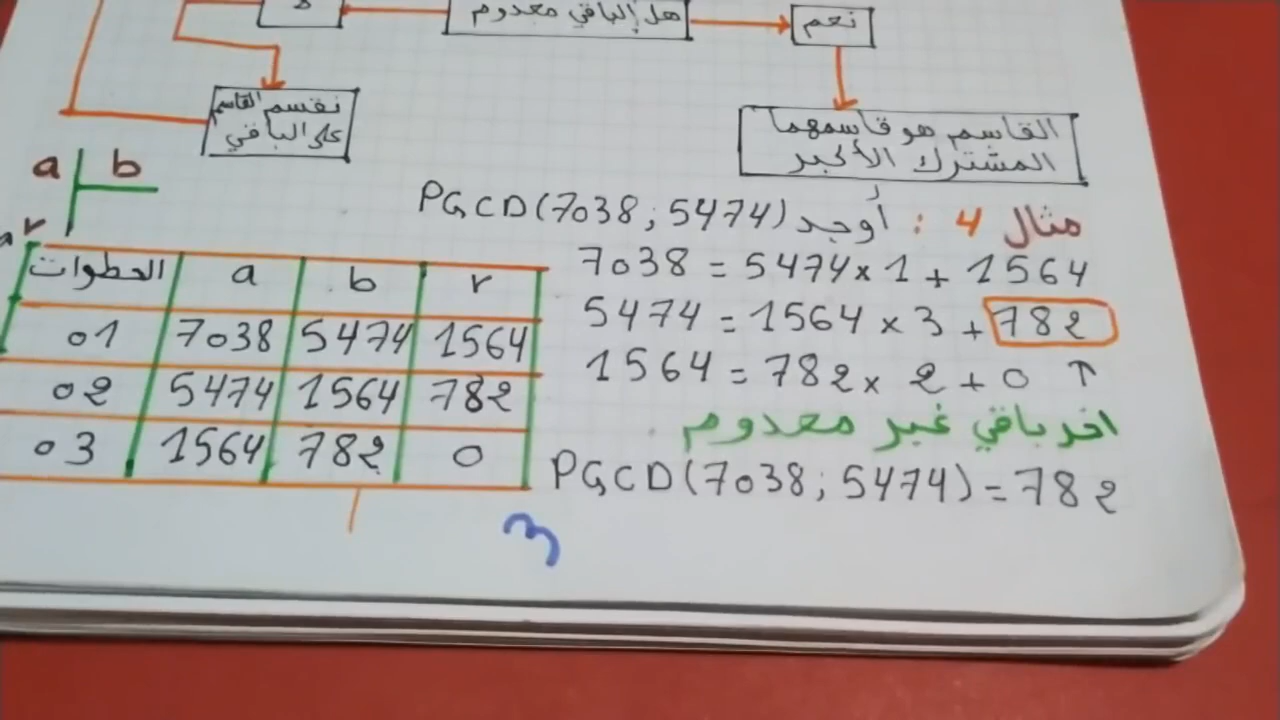 نعم
هل الباقي معدوم
لا
نقسم القاسم
على الباقي
القاسم هو قاسمهما
المشترك الأكبر
a b
r
مثال 4 : أوجد PGCD(7038;5474)
7038 = 5474 × 1 + 1564
5474 = 1564 × 3 + 782
1564 = 782 × 2 + 0 ↑
اخر باقي غير معدوم
PGCD(7038;5474) = 782
الخطوات a b r
01 7038 5474 1564
02 5474 1564 782
03 1564 782 0